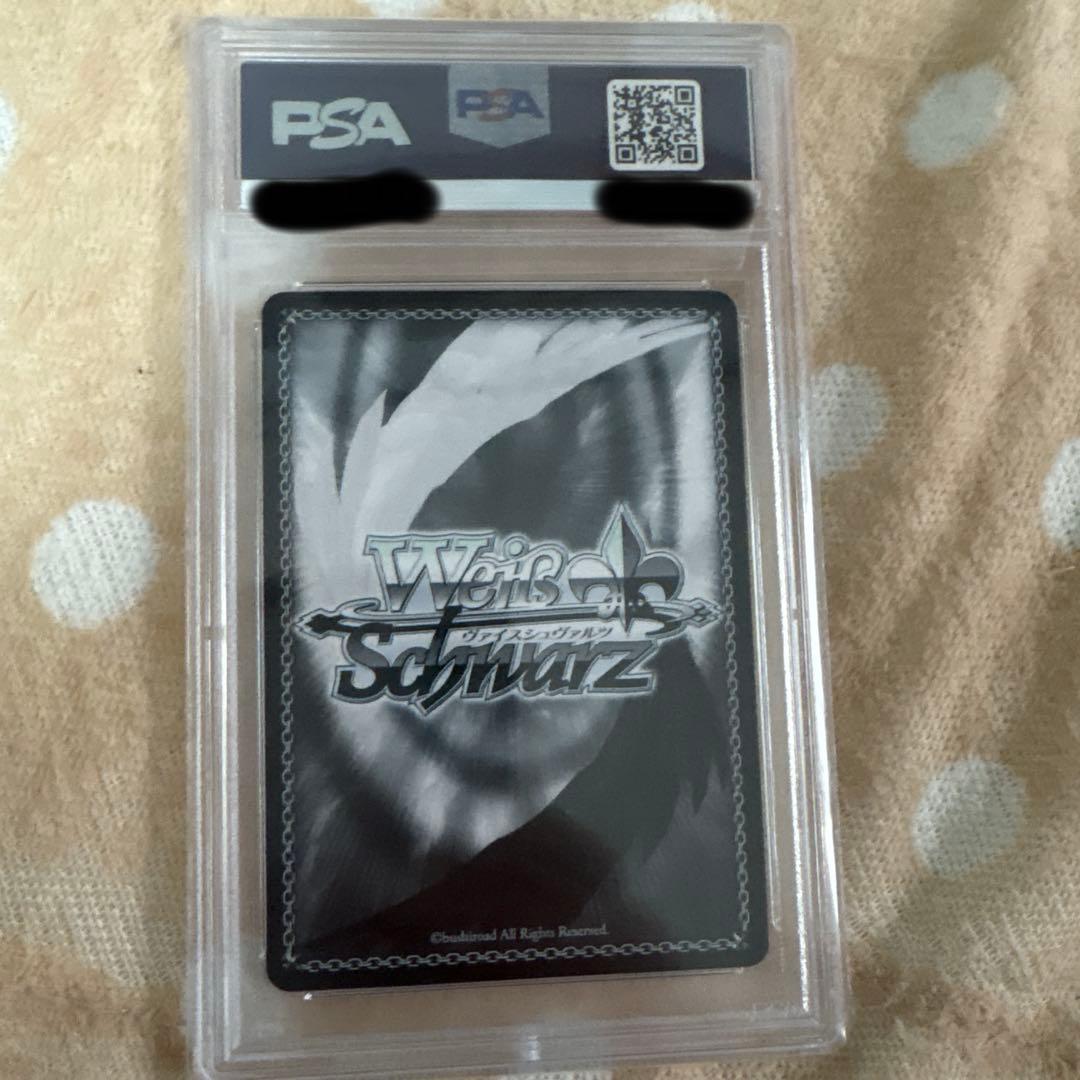 PSA PSA
Weiß
ヴァイスシュヴァルツ
Schwarz
©bushiroad All Rights Reserved.